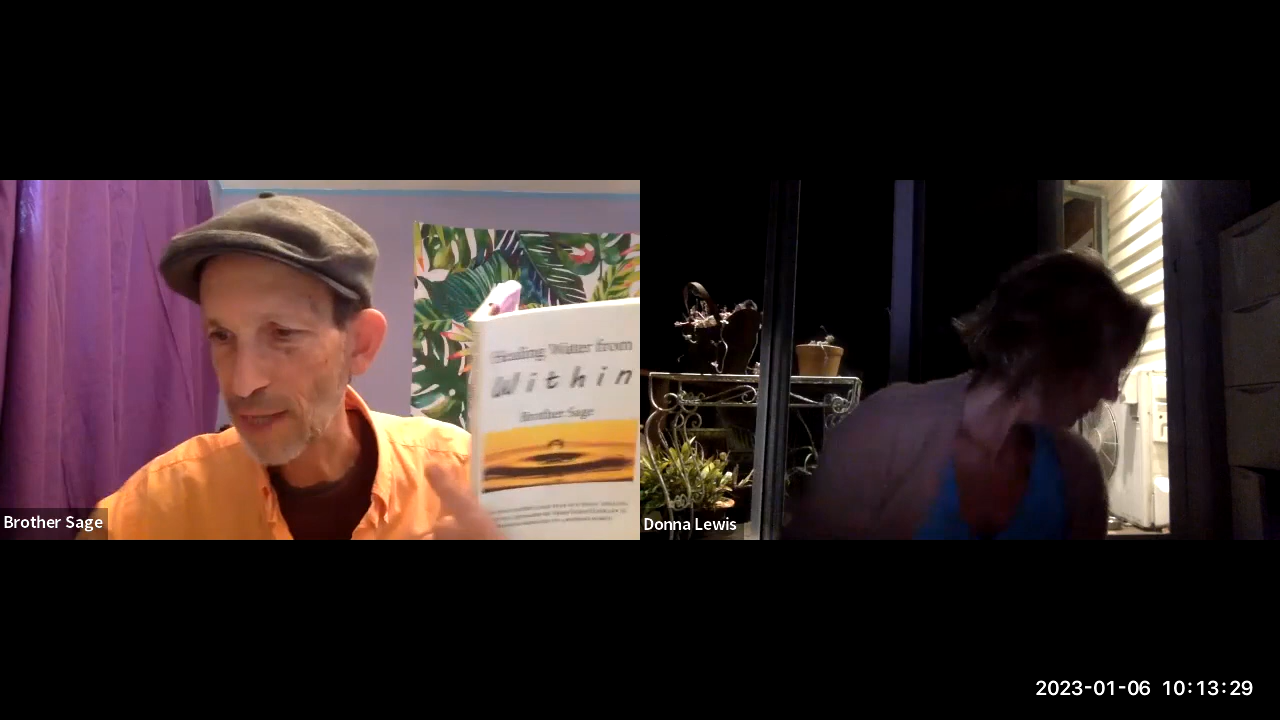 Healing Water from
Within
Brother Sage
Brother Sage
Donna Lewis
2023-01-06 10:13:29